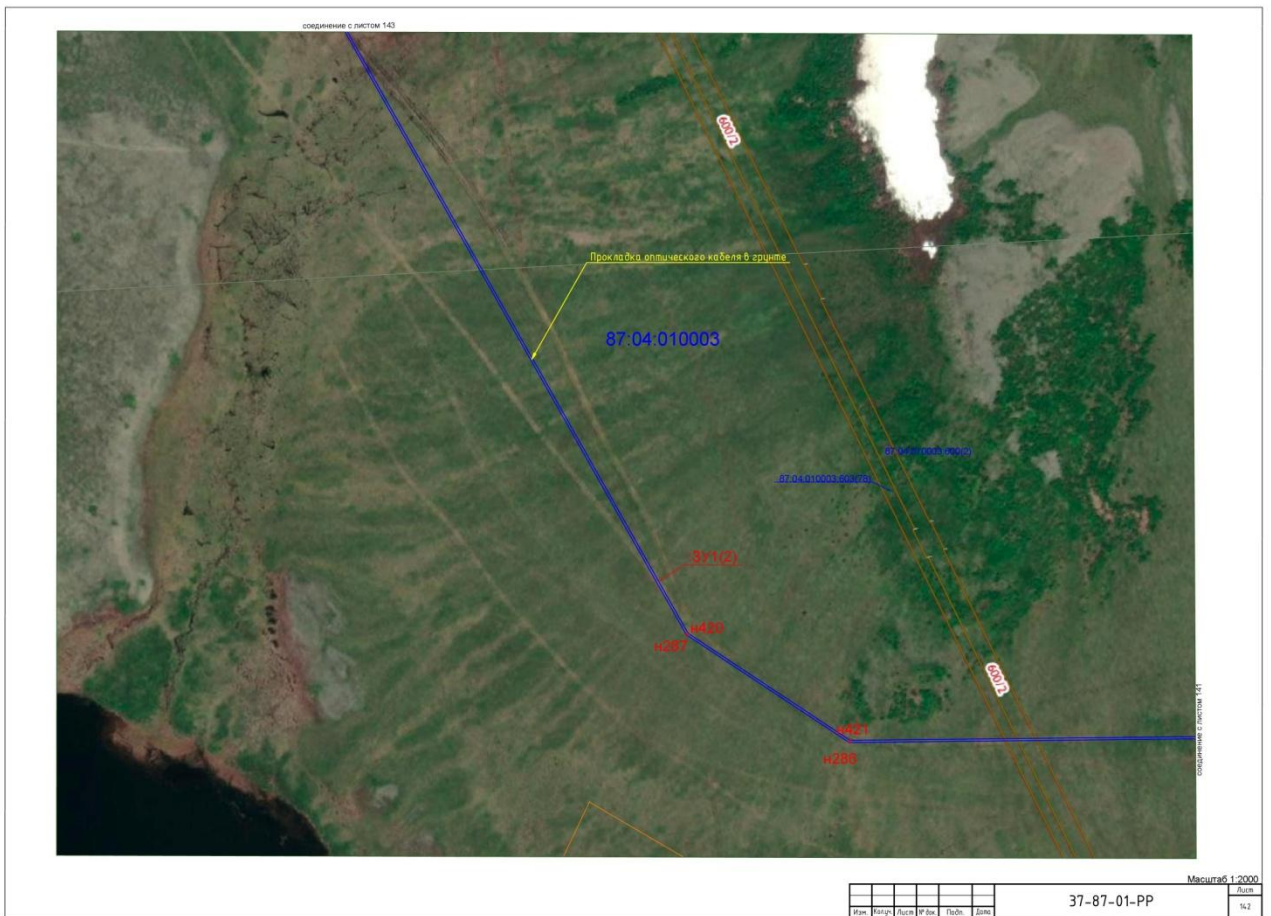 соединение с листом 143
600/2
Прокладка оптического кабеля в грунте
87:04:010003
87:04:010003:600(2)
ЗУ1(2)
н420
н287
600/2
соединение с листом 141
н421
н288
Масштаб 1:2000
37-87-01-РР
Лист
142
Изм. Кол.уч Лист № док. Подп. Дата